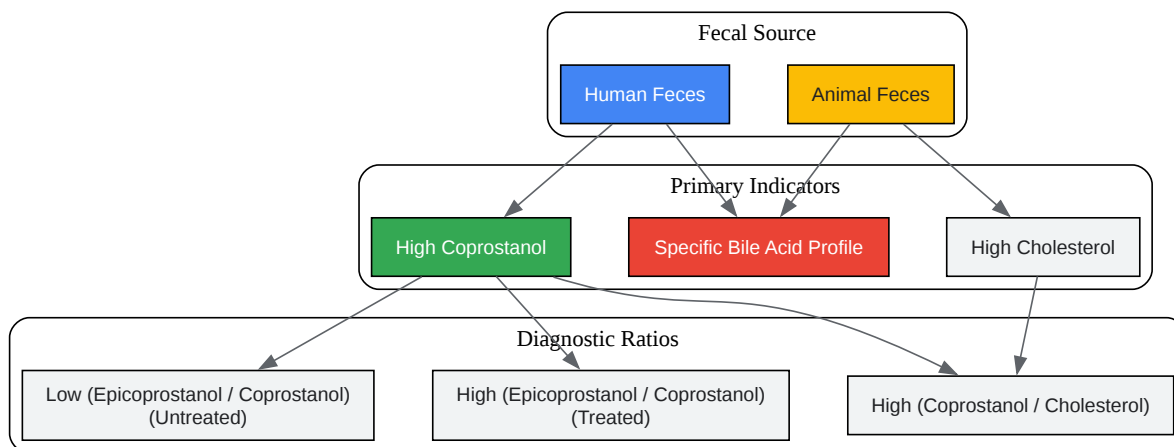 Fecal Source
Human Feces
Animal Feces
Primary Indicators
High Coprostanol
Specific Bile Acid Profile
High Cholesterol
Diagnostic Ratios
Low (Epicoprostanol / Coprostanol)
(Untreated)
High (Epicoprostanol / Coprostanol)
(Treated)
High (Coprostanol / Cholesterol)